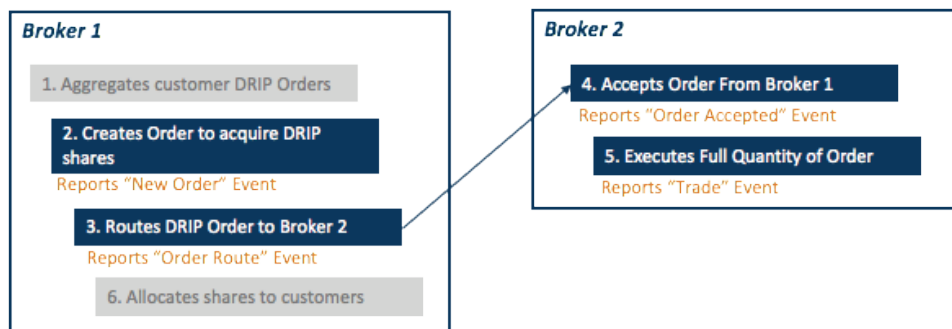 Broker 1
1. Aggregates customer DRIP Orders
2. Creates Order to acquire DRIP
shares
Reports “New Order” Event
3. Routes DRIP Order to Broker 2
Reports “Order Route” Event
6. Allocates shares to customers
Broker 2
4. Accepts Order From Broker 1
Reports “Order Accepted” Event
5. Executes Full Quantity of Order
Reports “Trade” Event